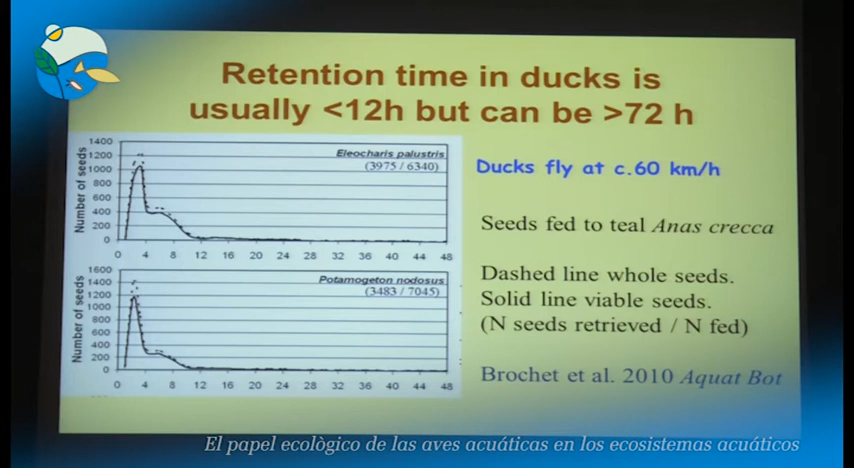 Retention time in ducks is
usually <12h but can be >72 h
Number of seeds
1400
1200
1000
800
600
400
200
0
Eleocharis palustris
(3975 / 6340)
0 4 8 12 16 20 24 28 32 36 40 44 48
Number of seeds
1600
1400
1200
1000
800
600
400
200
0
Potamogeton nodosus
(3483 / 7045)
0 4 8 12 16 20 24 28 32 36 40 44 48
Ducks fly at c.60 km/h
Seeds fed to teal Anas crecca
Dashed line whole seeds.
Solid line viable seeds.
(N seeds retrieved / N fed)
Brochet et al. 2010 Aquat Bot
El papel ecològico de las aves acuáticas en los ecosistemas acuáticos